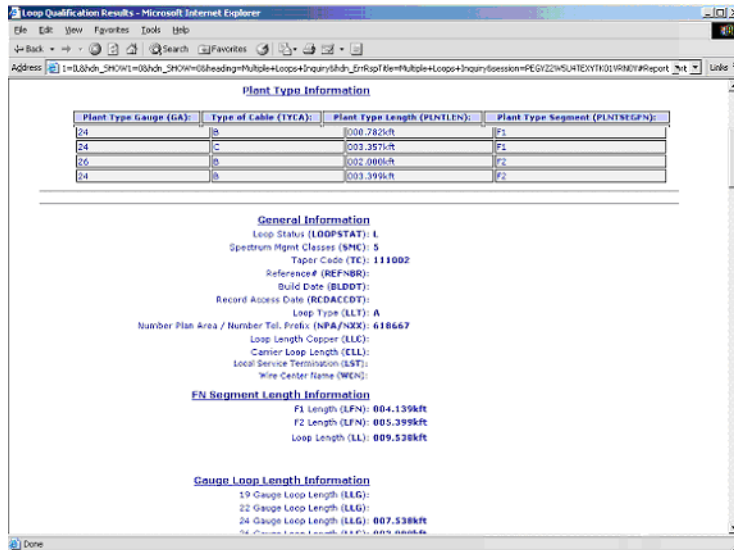 Loop Qualification Results - Microsoft Internet Explorer
File Edit View Favorites Tools Help
Back Search Favorites
Address Links
Plant Type Information
Plant Type Gauge (GA): Type of Cable (TYCA): Plant Type Length (PLNTLEN): Plant Type Segment (PLNTSEGFN):
24 B 000.782kft F1
24 C 003.357kft F1
26 B 002.000kft F2
24 B 003.399kft F2
General Information
Loop Status (LOOPSTAT): L
Spectrum Mgmt Classes (SMC): 5
Taper Code (TC): 111002
Reference# (REFNBR):
Build Date (BLDDT):
Record Access Date (RCDACCDT):
Loop Type (LLT): A
Number Plan Area / Number Tel. Prefix (NPA/NXX): 618667
Loop Length Copper (LLC):
Carrier Loop Length (CLL):
Local Service Termination (LST):
Wire Center Name (WCN):
FN Segment Length Information
F1 Length (LFN): 004.139kft
F2 Length (LFN): 005.399kft
Loop Length (LL): 009.538kft
Gauge Loop Length Information
19 Gauge Loop Length (LLG):
22 Gauge Loop Length (LLG):
24 Gauge Loop Length (LLG): 007.538kft
26 Gauge Loop Length (LLG): 002.000kft
Done